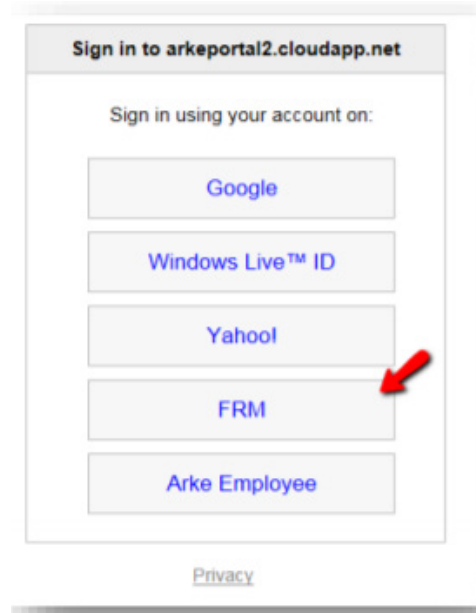 Sign in to arkeportal2.cloudapp.net
Sign in using your account on:
Google
Windows Live™ ID
Yahoo!
FRM
Arke Employee
Privacy